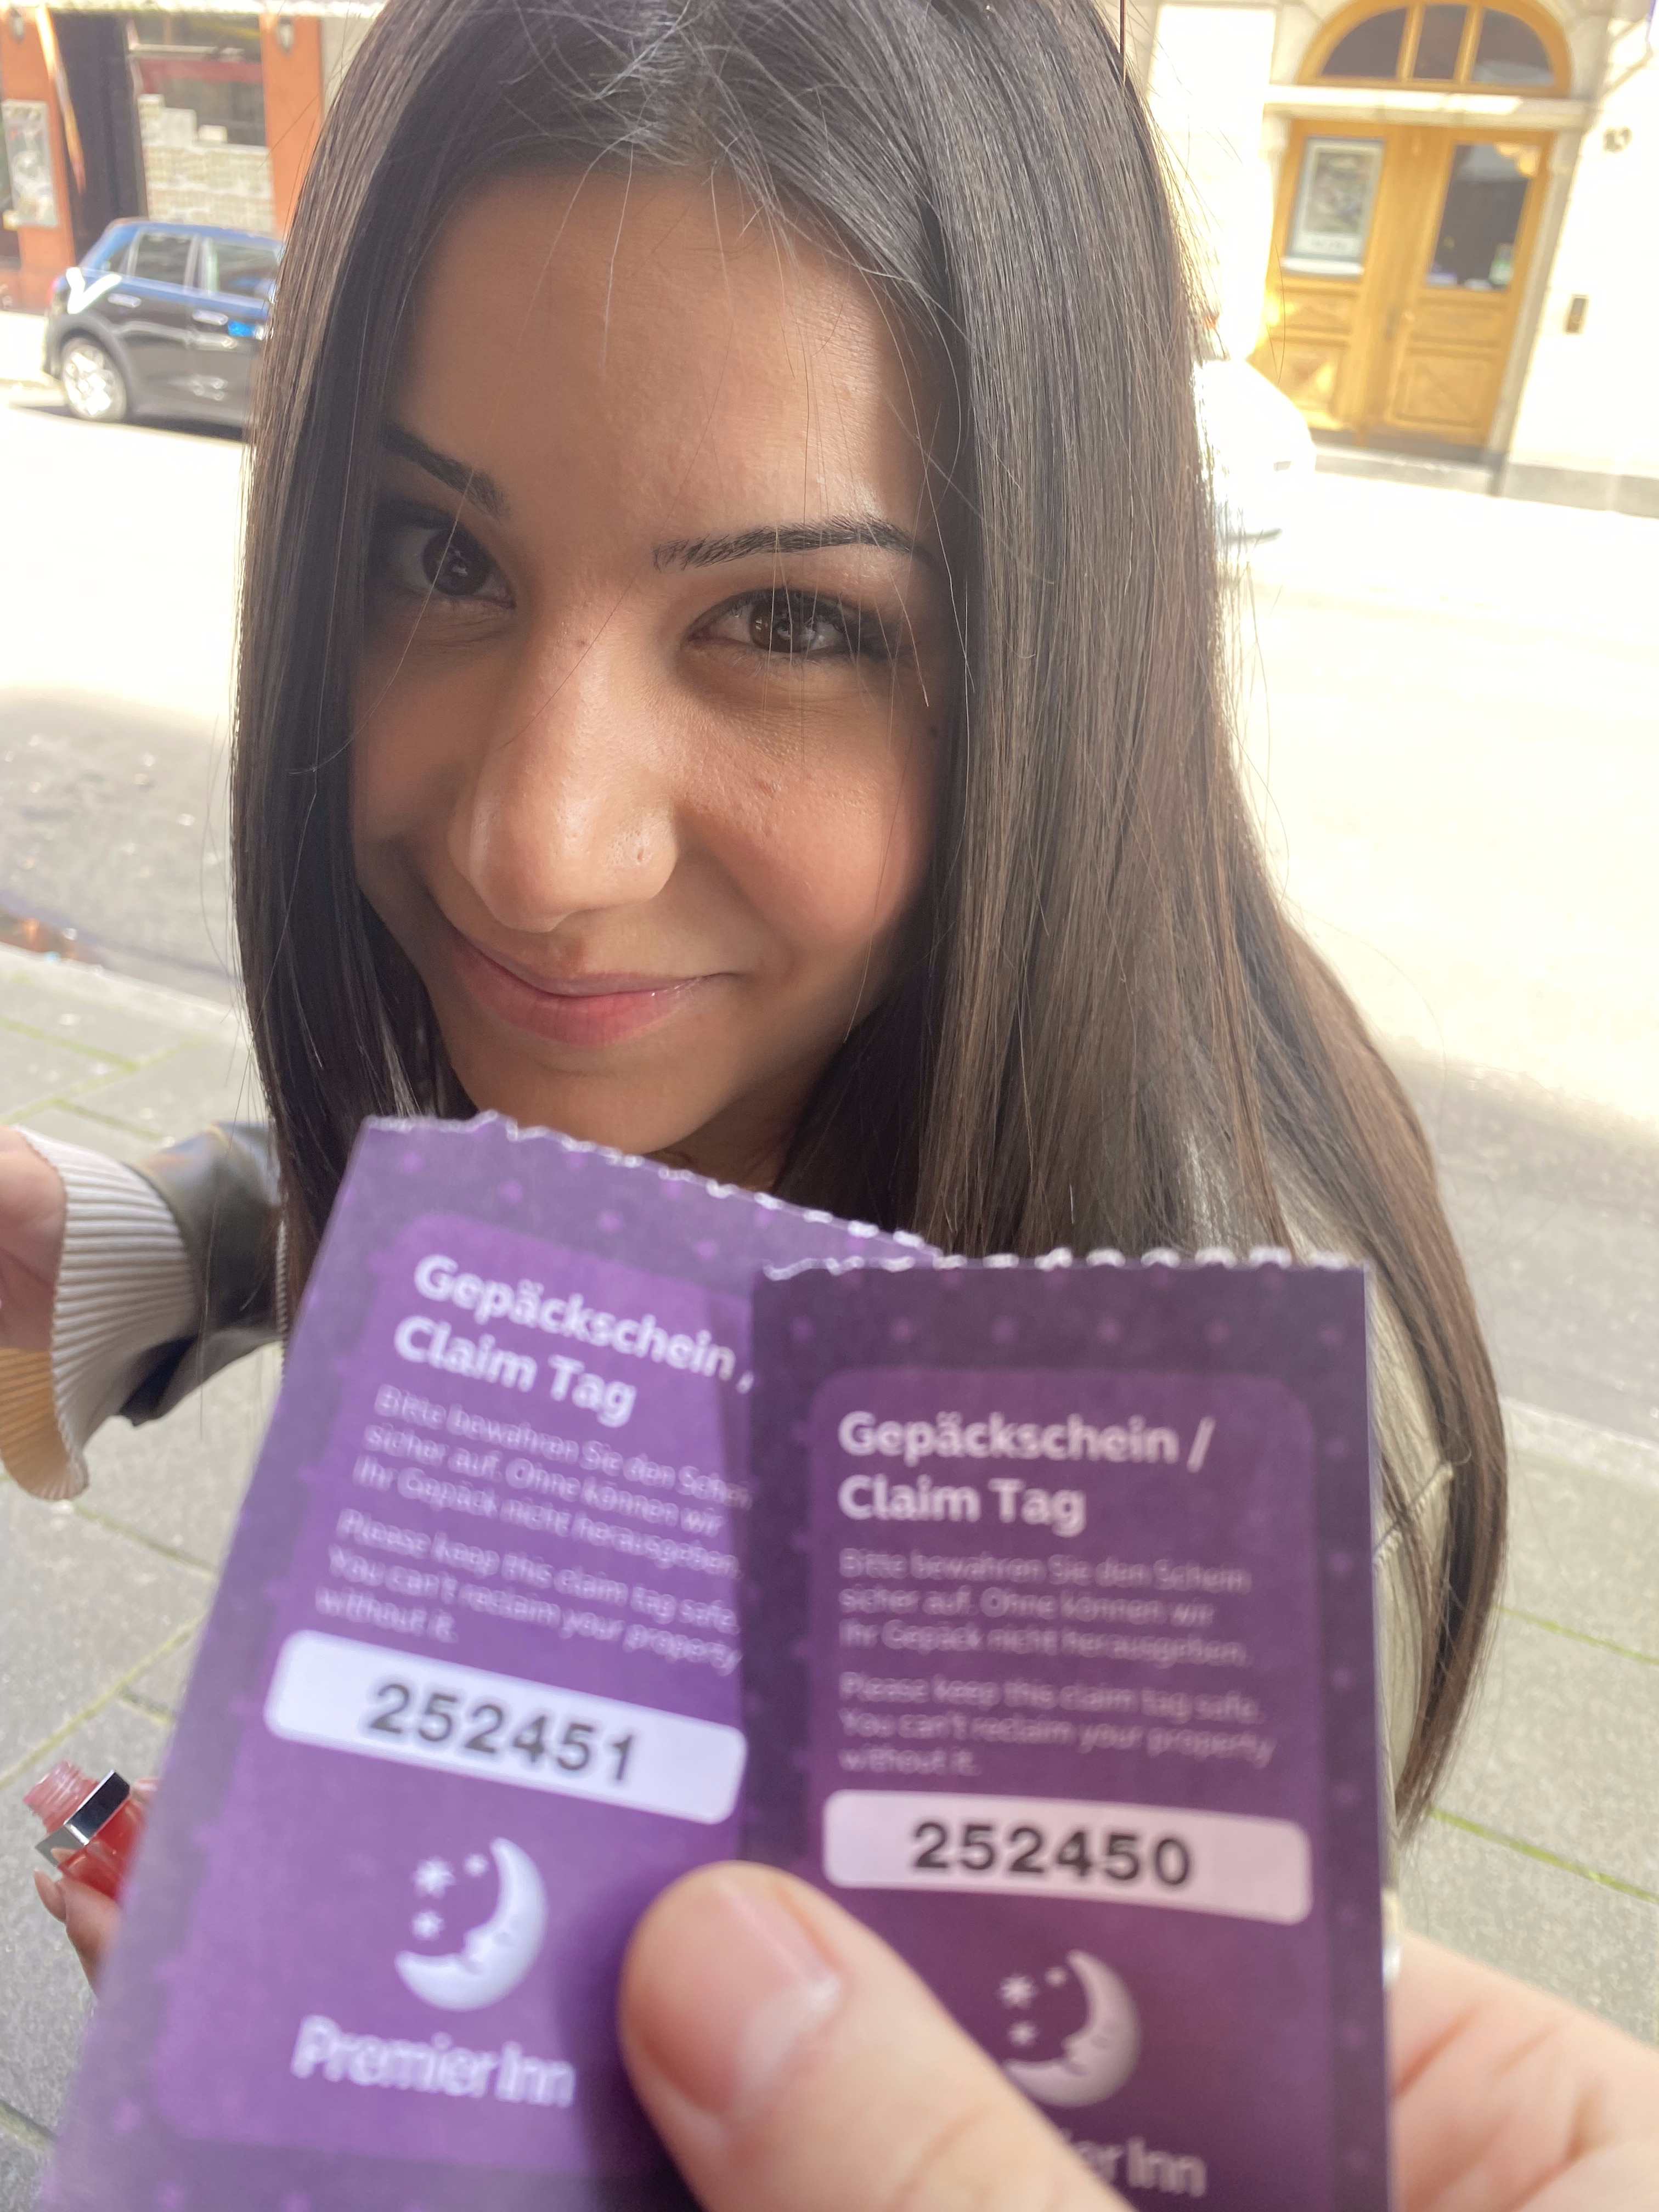 Gepäckschein /
Claim Tag
Bitte bewahren Sie den Schein
sicher auf. Ohne können wir
Ihr Gepäck nicht herausgeben.
Please keep this claim tag safe.
You can't reclaim your property
without it.
252451
Premier Inn
Gepäckschein /
Claim Tag
Bitte bewahren Sie den Schein
sicher auf. Ohne können wir
Ihr Gepäck nicht herausgeben.
Please keep this claim tag safe.
You can't reclaim your property
without it.
252450
Inn